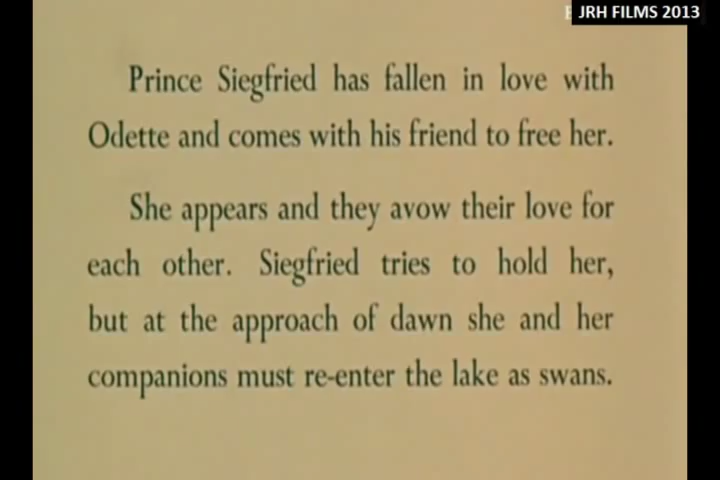 JRH FILMS 2013
Prince Siegfried has fallen in love with
Odette and comes with his friend to free her.
She appears and they avow their love for
each other. Siegfried tries to hold her,
but at the approach of dawn she and her
companions must re-enter the lake as swans.